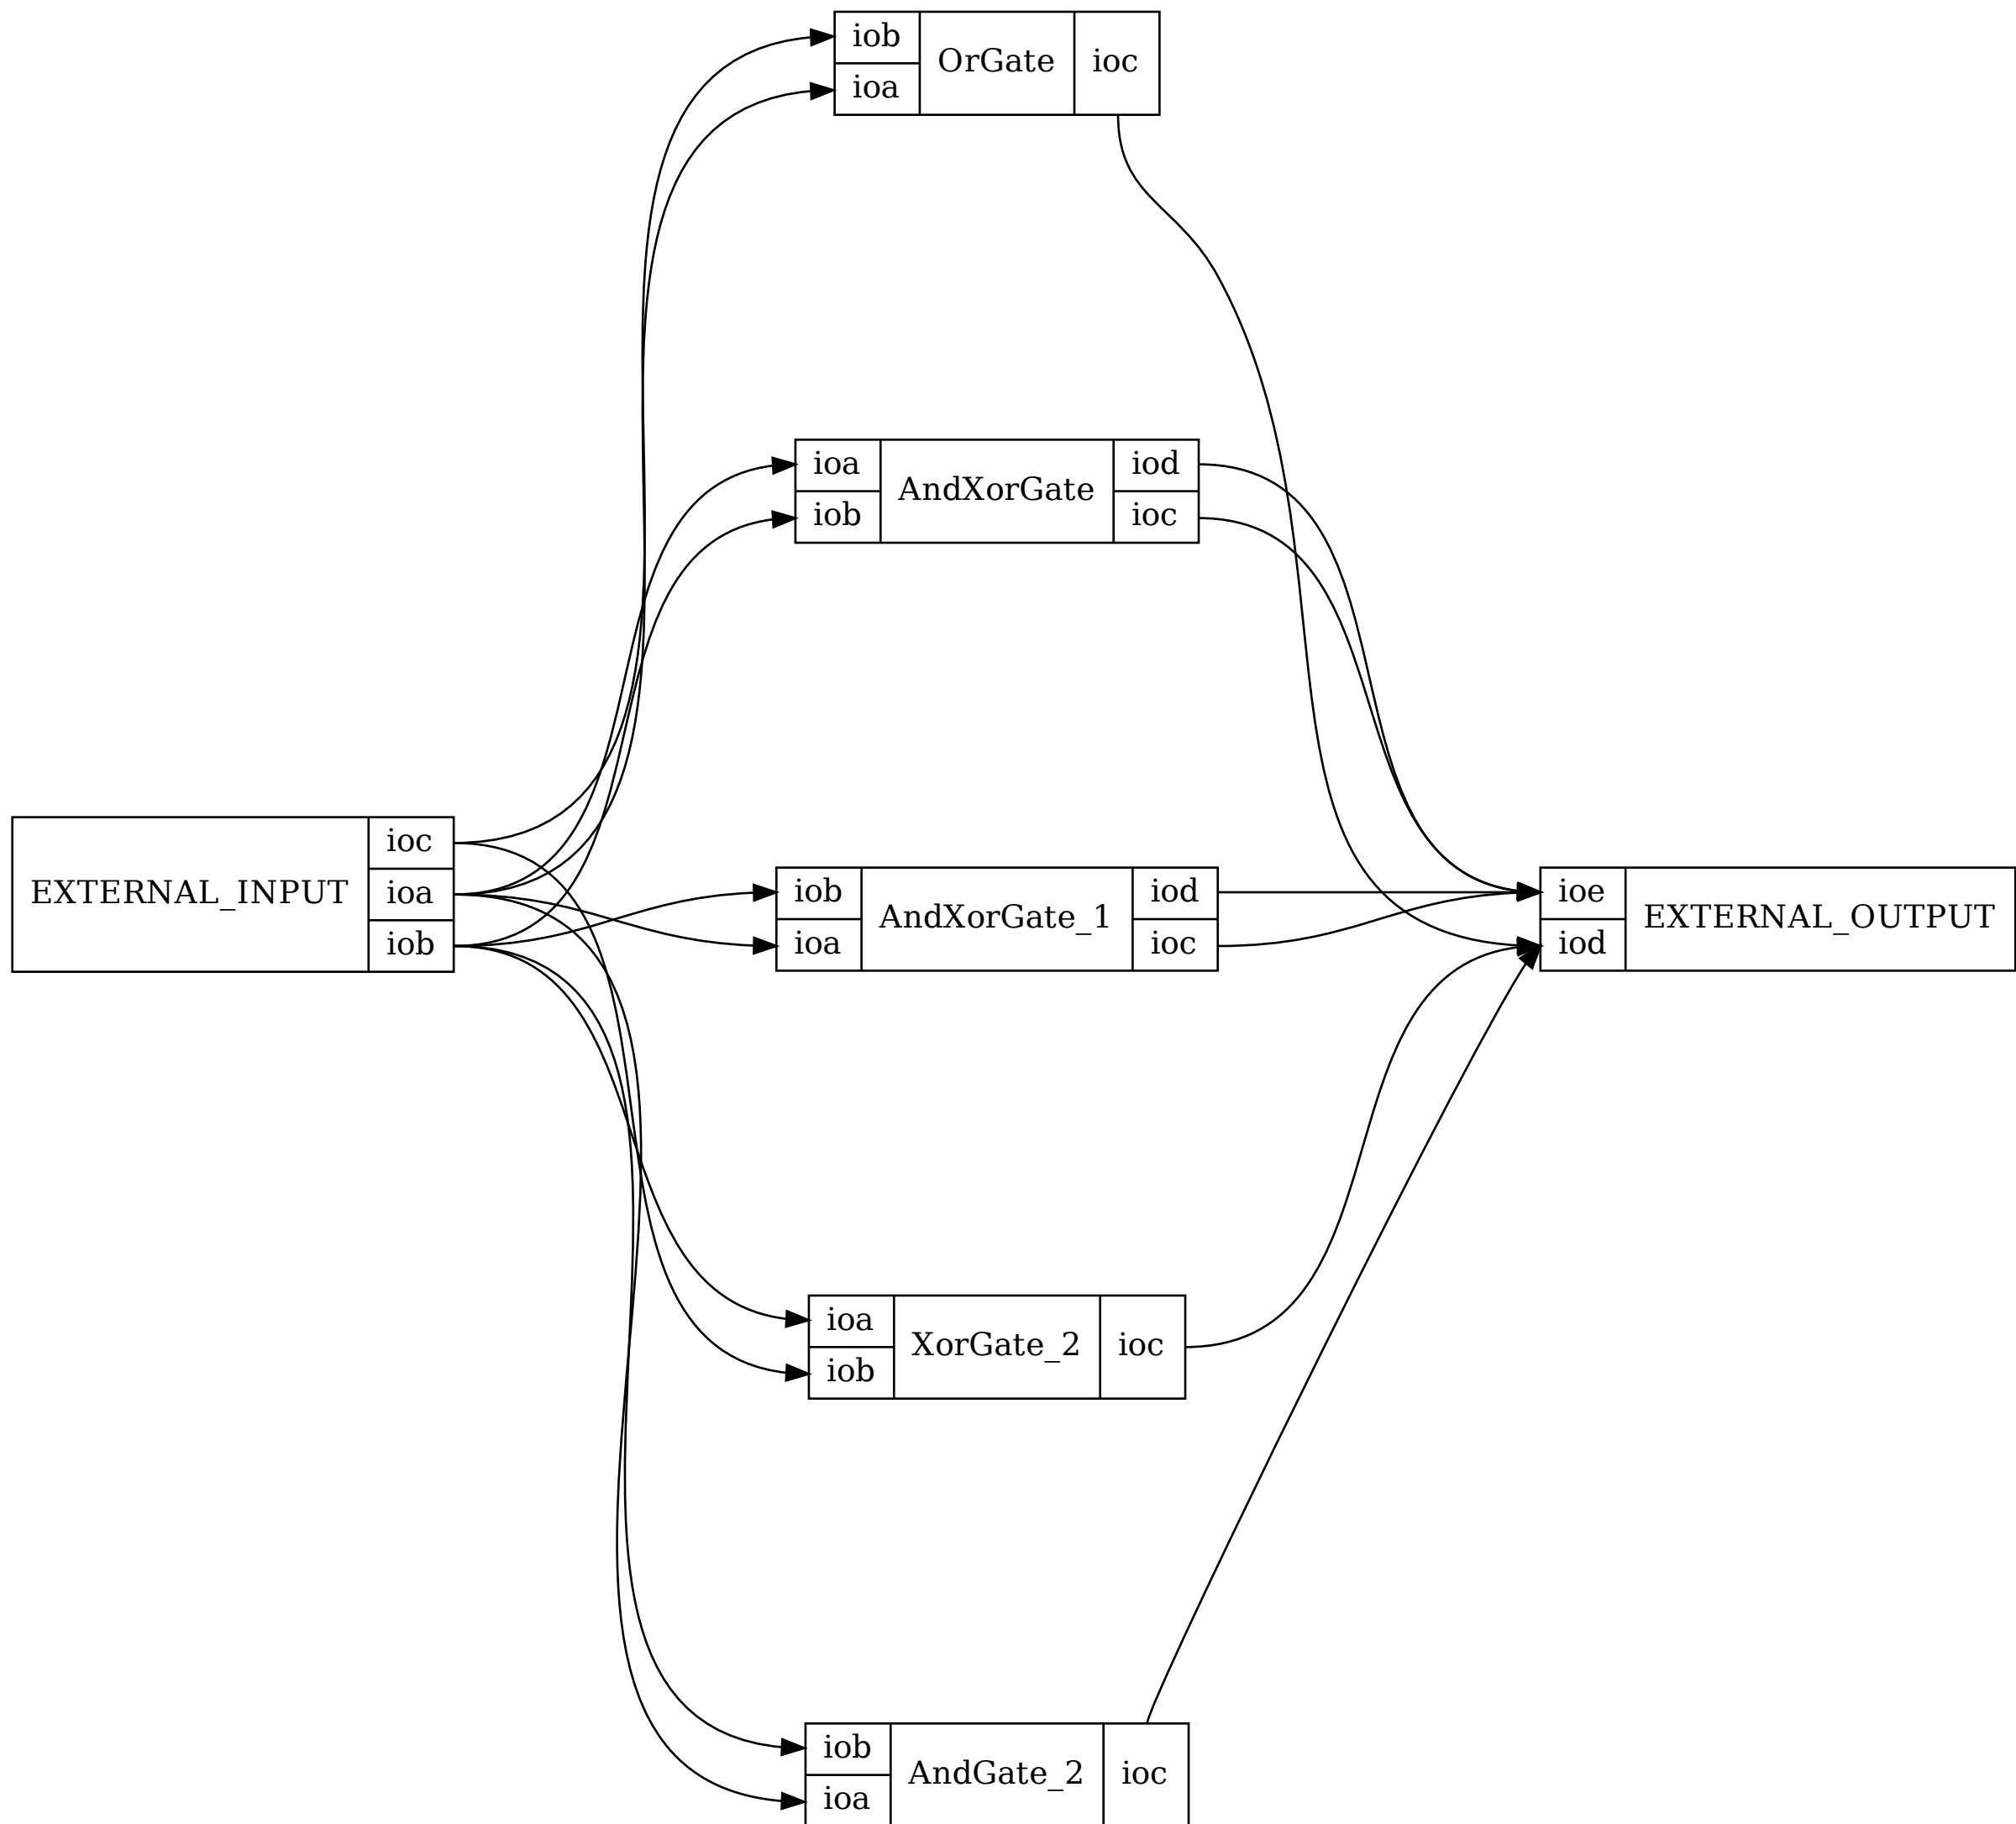 iob
ioa
OrGate
ioc
ioa
iob
AndXorGate
iod
ioc
EXTERNAL_INPUT
ioc
ioa
iob
iob
ioa
AndXorGate_1
iod
ioc
ioe
iod
EXTERNAL_OUTPUT
ioa
iob
XorGate_2
ioc
iob
ioa
AndGate_2
ioc